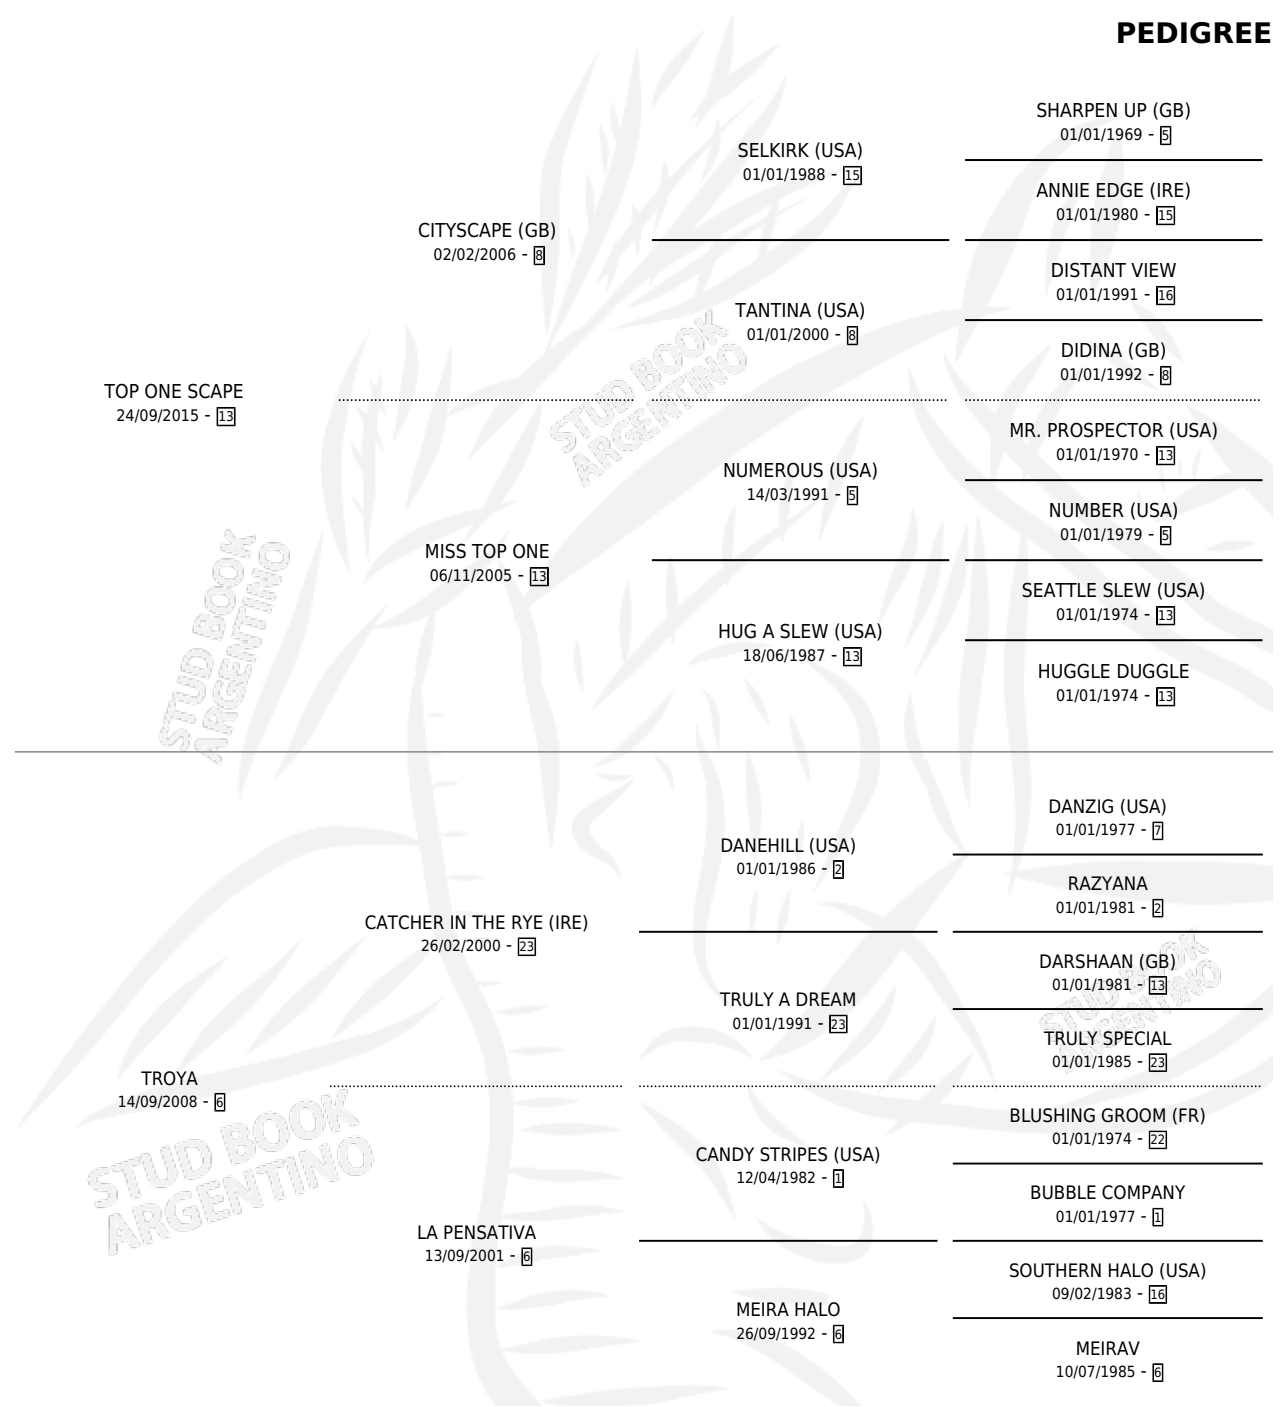 PEDIGREE
SHARPEN UP (GB)
01/01/1969 - 5
SELKIRK (USA)
01/01/1988 - 15
ANNIE EDGE (IRE)
01/01/1980 - 15
CITYSCAPE (GB)
02/02/2006 - 8
DISTANT VIEW
01/01/1991 - 16
TANTINA (USA)
01/01/2000 - 8
DIDINA (GB)
01/01/1992 - 8
TOP ONE SCAPE
24/09/2015 - 13
STUD BOOK
ARGENTINO
MR. PROSPECTOR (USA)
01/01/1970 - 13
NUMEROUS (USA)
14/03/1991 - 5
NUMBER (USA)
01/01/1979 - 5
MISS TOP ONE
06/11/2005 - 13
SEATTLE SLEW (USA)
01/01/1974 - 13
HUG A SLEW (USA)
18/06/1987 - 13
HUGGLE DUGGLE
01/01/1974 - 13
STUD BOOK
ARGENTINO
DANZIG (USA)
01/01/1977 - 7
DANEHILL (USA)
01/01/1986 - 2
RAZYANA
01/01/1981 - 2
CATCHER IN THE RYE (IRE)
26/02/2000 - 23
DARSHAAN (GB)
01/01/1981 - 13
TRULY A DREAM
01/01/1991 - 23
STUD BOOK
ARGENTINO
TRULY SPECIAL
01/01/1985 - 23
TROYA
14/09/2008 - 6
BLUSHING GROOM (FR)
01/01/1974 - 22
CANDY STRIPES (USA)
12/04/1982 - 1
BUBBLE COMPANY
01/01/1977 - 1
STUD BOOK
ARGENTINO
LA PENSATIVA
13/09/2001 - 6
SOUTHERN HALO (USA)
09/02/1983 - 16
MEIRA HALO
26/09/1992 - 6
MEIRAV
10/07/1985 - 6